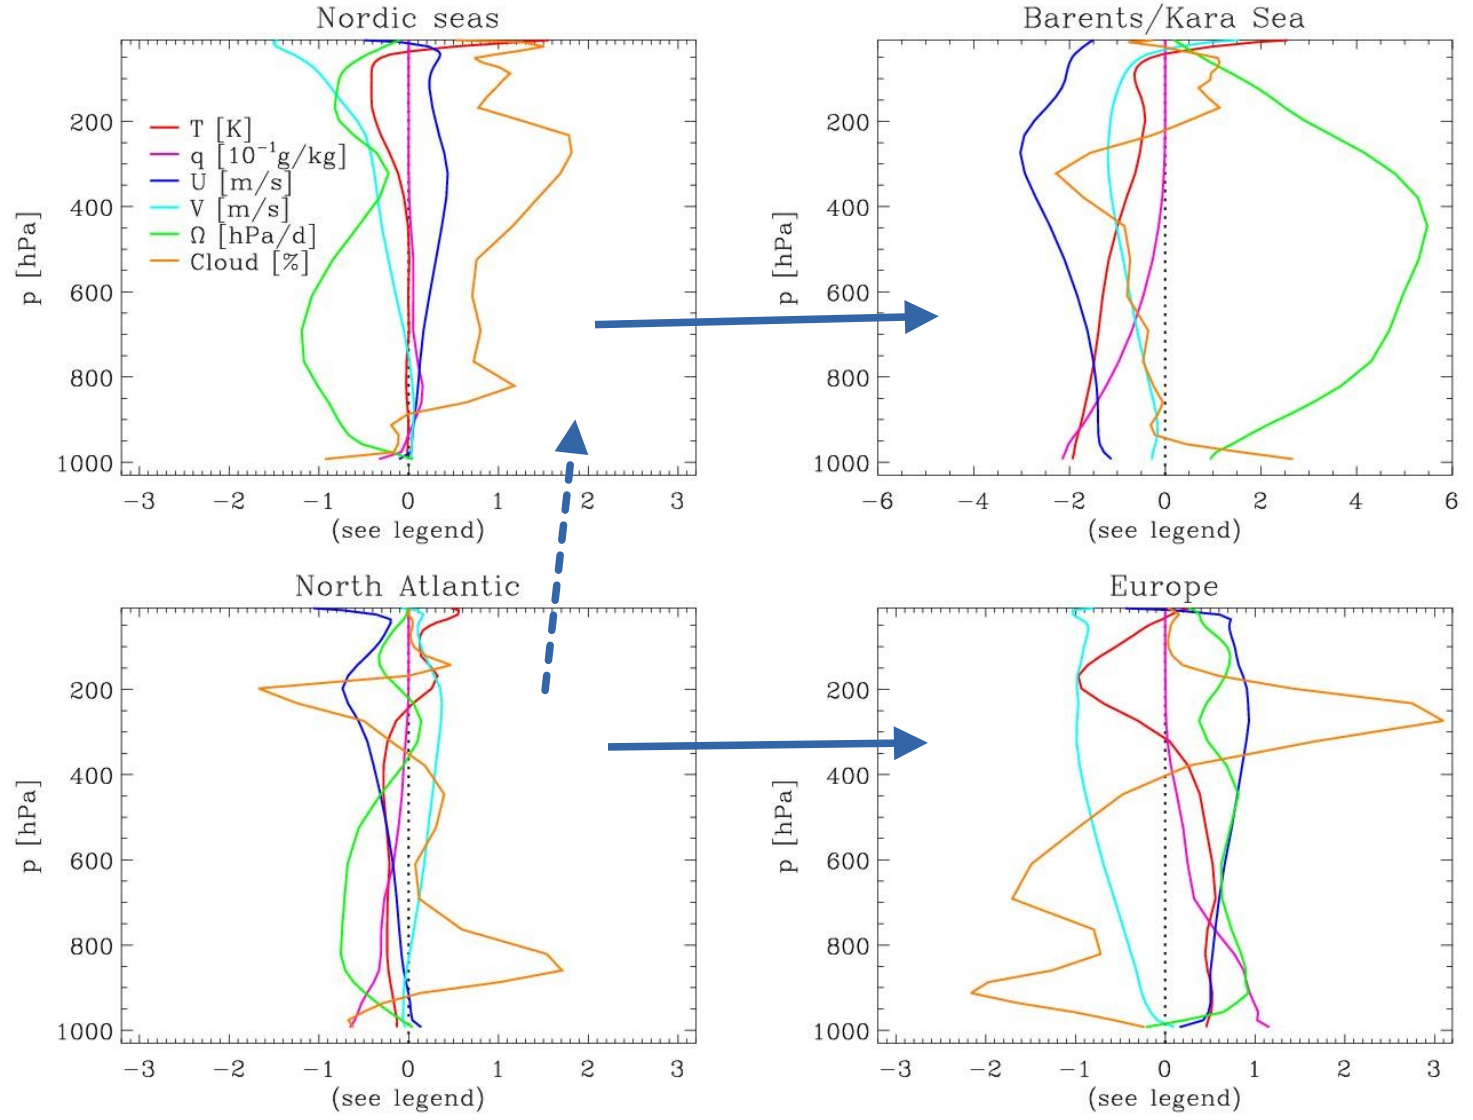 Nordic seas
T [K]
q [10⁻¹g/kg]
U [m/s]
V [m/s]
Ω [hPa/d]
Cloud [%]
p [hPa]
200
400
600
800
1000
−3 −2 −1 0 1 2 3
(see legend)
Barents/Kara Sea
p [hPa]
200
400
600
800
1000
−6 −4 −2 0 2 4 6
(see legend)
North Atlantic
p [hPa]
200
400
600
800
1000
−3 −2 −1 0 1 2 3
(see legend)
Europe
p [hPa]
200
400
600
800
1000
−3 −2 −1 0 1 2 3
(see legend)